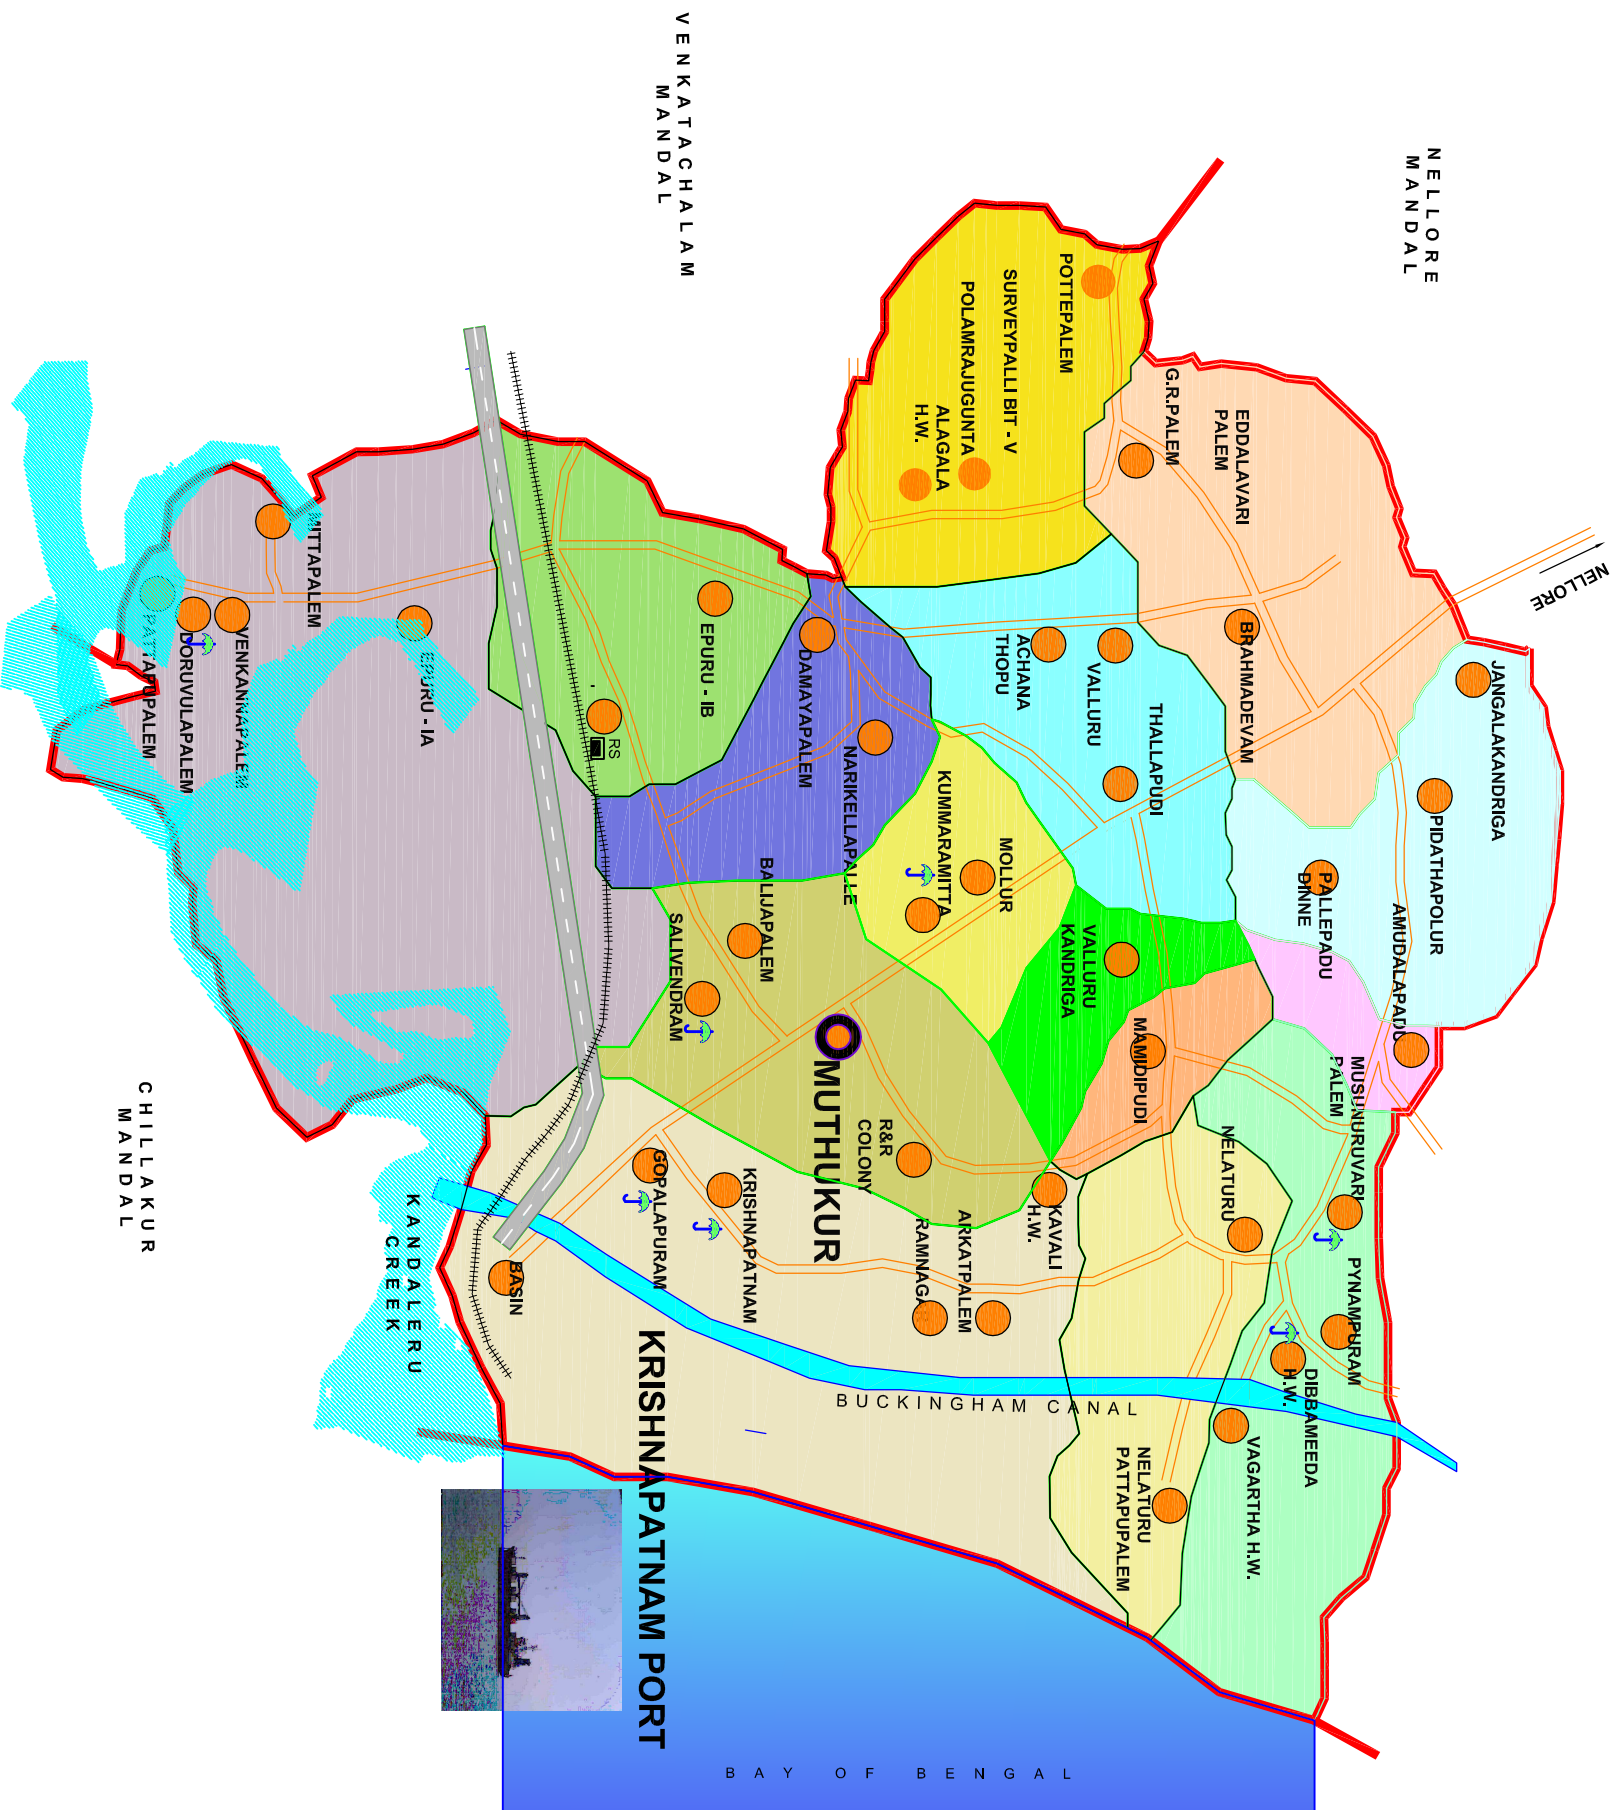 NELLORE
MANDAL
NELLORE
VENKATACHALAM
MANDAL
JANGALAKANDRIGA
PIDATHAPOLUR
EDDALAVARI
PALEM
G.R.PALEM
BRAHMADEVAM
PALLEPADU
DINNE
AMUDALAPADU
POTTEPALEM
SURVEYPALLI BIT - V
POLAMRAJUGUNTA
ALAGALA
H.W.
THALLAPUDI
VALLURU
ACHANA
THOPU
VALLURU
KANDRIGA
MAMIDIPUDI
MUSUNURUVARI
PALEM
PYNAMPURAM
DIBBAMEEDA
H.W.
VAGARTHA H.W.
NELATURU
NELATURU
PATTAPUPALEM
MOLLUR
KUMMARAMITTA
NARIKELLAPALLE
DAMAYAPALEM
EPURU - IB
RS
BALIJAPALEM
SALIVENDRAM
MUTHUKUR
R&R
COLONY
KAVALI
H.W.
ARKATPALEM
RAMNAGAR
KRISHNAPATNAM
GOPALAPURAM
BASIN
BUCKINGHAM CANAL
KRISHNAPATNAM PORT
BAY OF BENGAL
MITTAPALEM
EPURU - IA
VENKANNAPALEM
DORUVULAPALEM
PATTAPUPALEM
KANDALERU
CREEK
CHILLAKUR
MANDAL